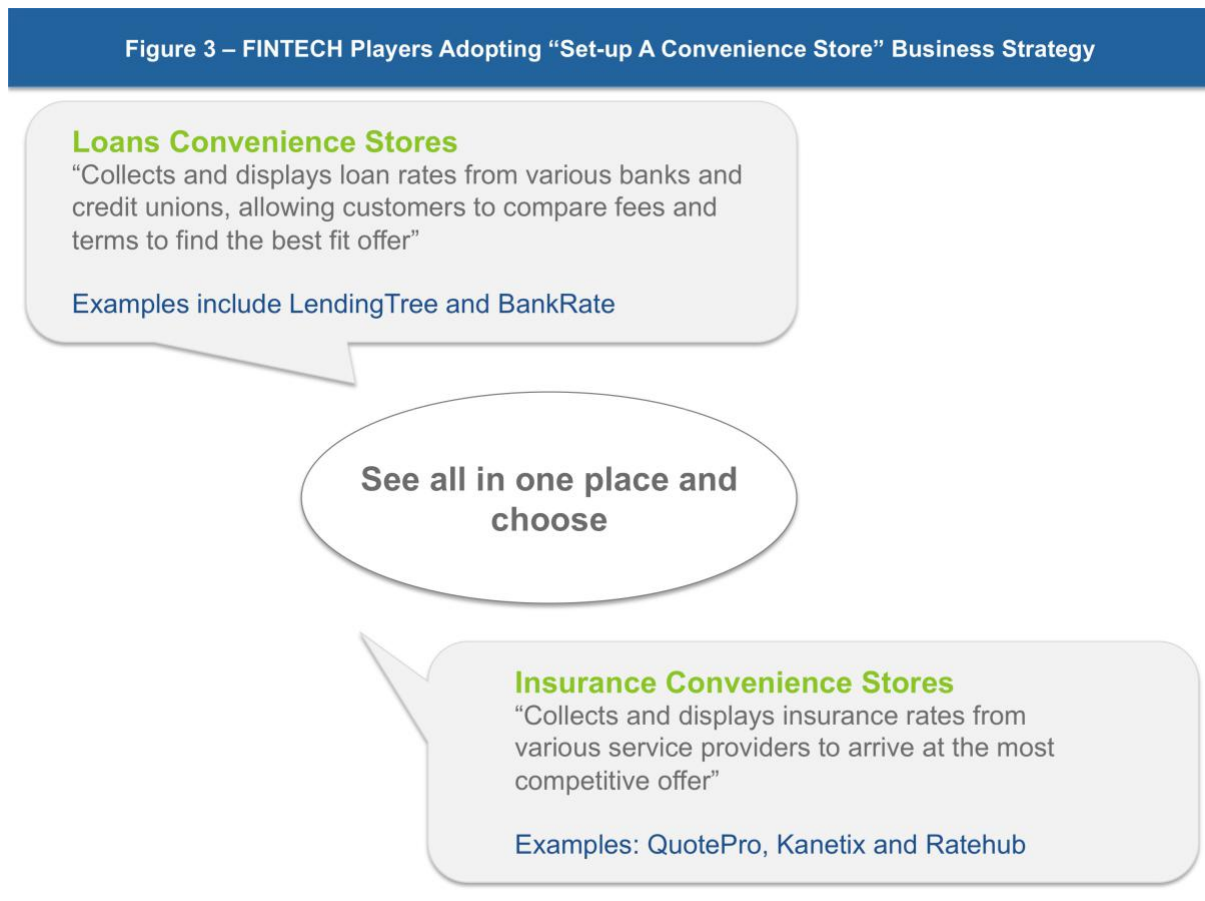 Figure 3 – FINTECH Players Adopting “Set-up A Convenience Store” Business Strategy
Loans Convenience Stores
“Collects and displays loan rates from various banks and
credit unions, allowing customers to compare fees and
terms to find the best fit offer”
Examples include LendingTree and BankRate
See all in one place and
choose
Insurance Convenience Stores
“Collects and displays insurance rates from
various service providers to arrive at the most
competitive offer”
Examples: QuotePro, Kanetix and Ratehub